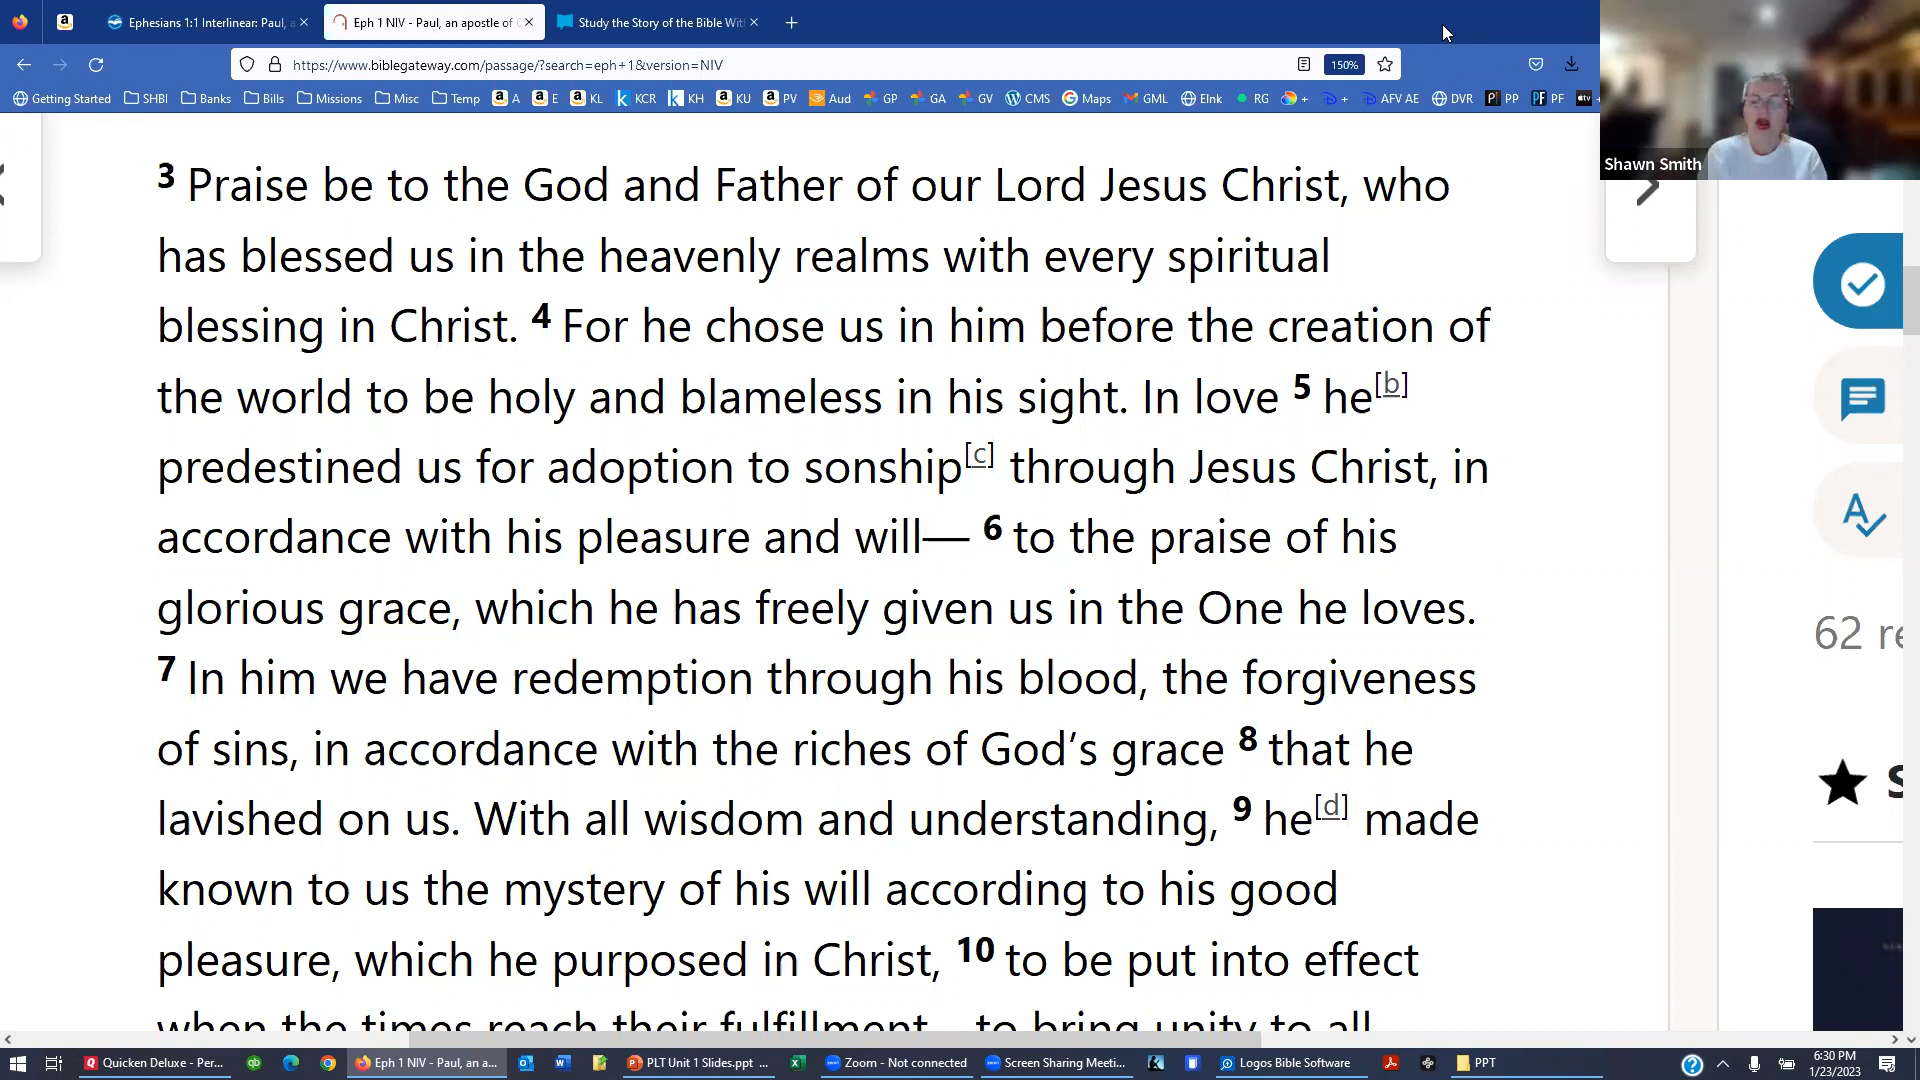 Ephesians 1:1 Interlinear: Paul, a
Eph 1 NIV - Paul, an apostle of C
Study the Story of the Bible Wit
https://www.biblegateway.com/passage/?search=eph+1&version=NIV
150%
Getting Started
SHBI
Banks
Bills
Missions
Misc
Temp
A
E
KL
KCR
KH
KU
PV
Aud
GP
GA
GV
CMS
Maps
GML
EInk
RG
+
+
AFV AE
DVR
PP
PF
Shawn Smith
3 Praise be to the God and Father of our Lord Jesus Christ, who
has blessed us in the heavenly realms with every spiritual
blessing in Christ. 4 For he chose us in him before the creation of
the world to be holy and blameless in his sight. In love 5 he[b]
predestined us for adoption to sonship[c] through Jesus Christ, in
accordance with his pleasure and will— 6 to the praise of his
glorious grace, which he has freely given us in the One he loves.
7 In him we have redemption through his blood, the forgiveness
of sins, in accordance with the riches of God’s grace 8 that he
lavished on us. With all wisdom and understanding, 9 he[d] made
known to us the mystery of his will according to his good
pleasure, which he purposed in Christ, 10 to be put into effect
when the times reach their fulfillment—to bring unity to all
62 re
S
Quicken Deluxe - Per...
Eph 1 NIV - Paul, an a...
PLT Unit 1 Slides.ppt ...
Zoom - Not connected
Screen Sharing Meeti...
Logos Bible Software
PPT
6:30 PM
1/23/2023